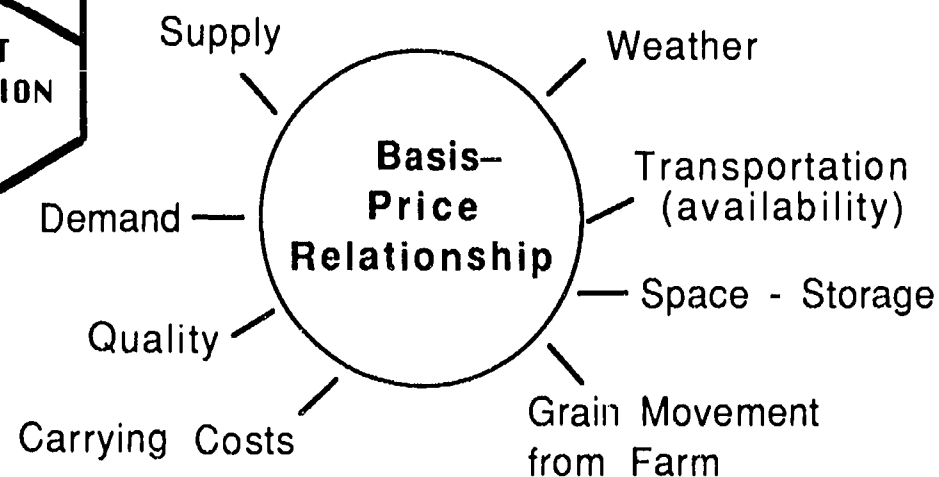 Supply
Weather
Basis–
Price
Relationship
Transportation
(availability)
Demand
Space - Storage
Quality
Grain Movement
from Farm
Carrying Costs